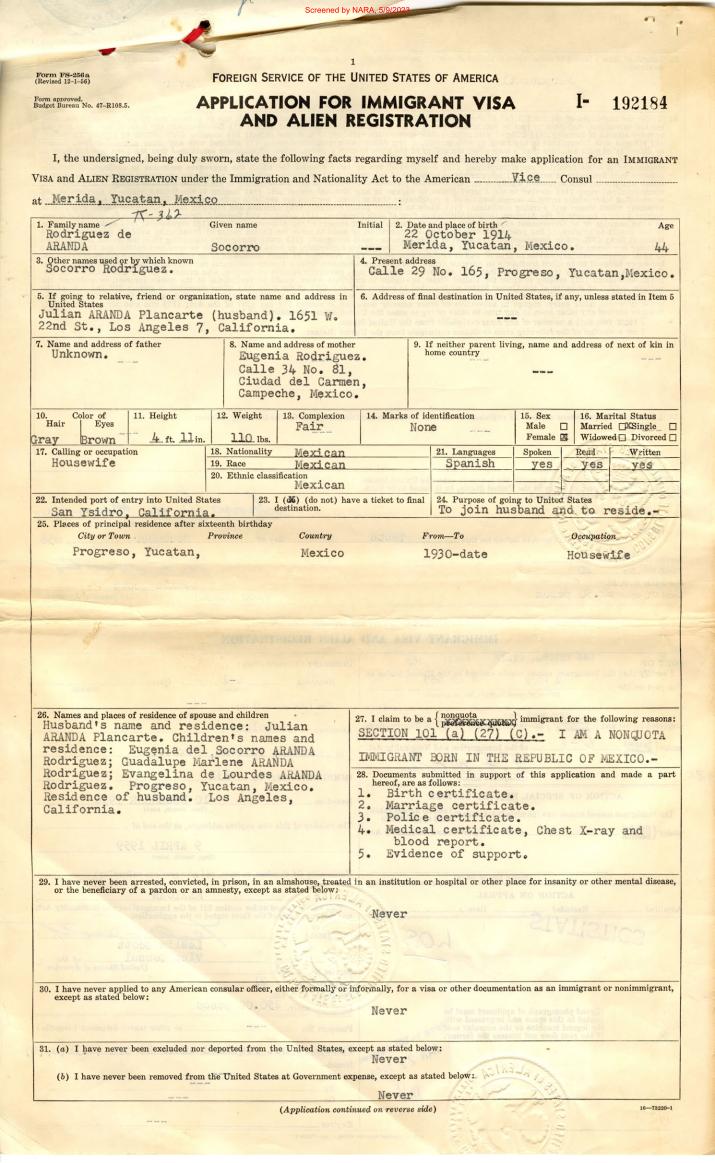 Screened by NARA, 5/9/2023
1
Form FS-256a
(Revised 12-1-56)
Form approved.
Budget Bureau No. 47-R108.5.
FOREIGN SERVICE OF THE UNITED STATES OF AMERICA
APPLICATION FOR IMMIGRANT VISA
AND ALIEN REGISTRATION
I- 192184
I, the undersigned, being duly sworn, state the following facts regarding myself and hereby make application for an IMMIGRANT
VISA and ALIEN REGISTRATION under the Immigration and Nationality Act to the American Vice Consul
at Merida, Yucatan, Mexico :
1. Family name Given name Initial
Rodriguez de
ARANDA Socorro ---
2. Date and place of birth Age
22 October 1914
Merida, Yucatan, Mexico. 44
3. Other names used or by which known
Socorro Rodriguez.
4. Present address
Calle 29 No. 165, Progreso, Yucatan,Mexico.
5. If going to relative, friend or organization, state name and address in
United States
Julian ARANDA Plancarte (husband). 1651 W.
22nd St., Los Angeles 7, California.
6. Address of final destination in United States, if any, unless stated in Item 5
---
7. Name and address of father
Unknown. ---
8. Name and address of mother
Eugenia Rodriguez.
Calle 34 No. 81,
Ciudad del Carmen,
Campeche, Mexico.
9. If neither parent living, name and address of next of kin in
home country ---
---
10. Color of
Hair Eyes
Gray Brown
11. Height
4 ft. 11 in.
12. Weight
110 lbs.
13. Complexion
Fair
14. Marks of identification
None
15. Sex
Male ☐
Female ☒
16. Marital Status
Married ☒ Single ☐
Widowed ☐ Divorced ☐
17. Calling or occupation
Housewife
18. Nationality Mexican
19. Race Mexican
20. Ethnic classification
Mexican
21. Languages Spoken Read Written
Spanish yes yes yes
22. Intended port of entry into United States
San Ysidro, California.
23. I (do) (do not) have a ticket to final
destination.
24. Purpose of going to United States
To join husband and to reside.-
25. Places of principal residence after sixteenth birthday
City or Town Province Country From—To Occupation
Progreso, Yucatan, Mexico 1930-date Housewife
26. Names and places of residence of spouse and children
Husband's name and residence: Julian
ARANDA Plancarte. Children's names and
residence: Eugenia del Socorro ARANDA
Rodriguez; Guadalupe Marlene ARANDA
Rodriguez; Evangelina de Lourdes ARANDA
Rodriguez. Progreso, Yucatan, Mexico.
Residence of husband. Los Angeles,
California.
27. I claim to be a { nonquota preference quota } immigrant for the following reasons:
SECTION 101 (a) (27) (C).- I AM A NONQUOTA
IMMIGRANT BORN IN THE REPUBLIC OF MEXICO.-
28. Documents submitted in support of this application and made a part
hereof, are as follows:
1. Birth certificate.
2. Marriage certificate.
3. Police certificate.
4. Medical certificate, Chest X-ray and
blood report.
5. Evidence of support.
29. I have never been arrested, convicted, in prison, in an almshouse, treated in an institution or hospital or other place for insanity or other mental disease,
or the beneficiary of a pardon or an amnesty, except as stated below:
Never
30. I have never applied to any American consular officer, either formally or informally, for a visa or other documentation as an immigrant or nonimmigrant,
except as stated below:
Never
31. (a) I have never been excluded nor deported from the United States, except as stated below:
Never
(b) I have never been removed from the United States at Government expense, except as stated below:
Never
(Application continued on reverse side)
16—73220-1